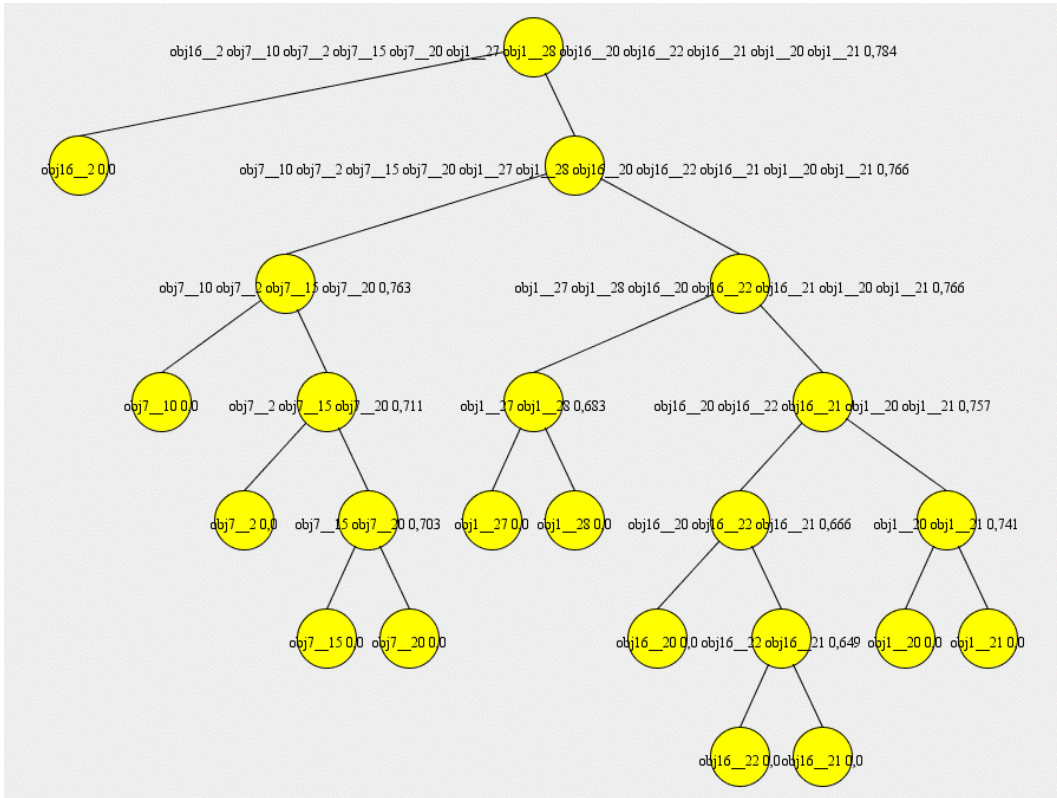 obj16__2 obj7__10 obj7__2 obj7__15 obj7__20 obj1__27 obj1__28 obj16__20 obj16__22 obj16__21 obj1__20 obj1__21 0,784
obj16__2 0,0
obj7__10 obj7__2 obj7__15 obj7__20 obj1__27 obj1__28 obj16__20 obj16__22 obj16__21 obj1__20 obj1__21 0,766
obj7__10 obj7__2 obj7__15 obj7__20 0,763
obj1__27 obj1__28 obj16__20 obj16__22 obj16__21 obj1__20 obj1__21 0,766
obj7__10 0,0
obj7__2 obj7__15 obj7__20 0,711
obj1__27 obj1__28 0,683
obj16__20 obj16__22 obj16__21 obj1__20 obj1__21 0,757
obj7__2 0,0
obj7__15 obj7__20 0,703
obj1__27 0,0
obj1__28 0,0
obj16__20 obj16__22 obj16__21 0,666
obj1__20 obj1__21 0,741
obj7__15 0,0
obj7__20 0,0
obj16__20 0,0
obj16__22 obj16__21 0,649
obj1__20 0,0
obj1__21 0,0
obj16__22 0,0
obj16__21 0,0